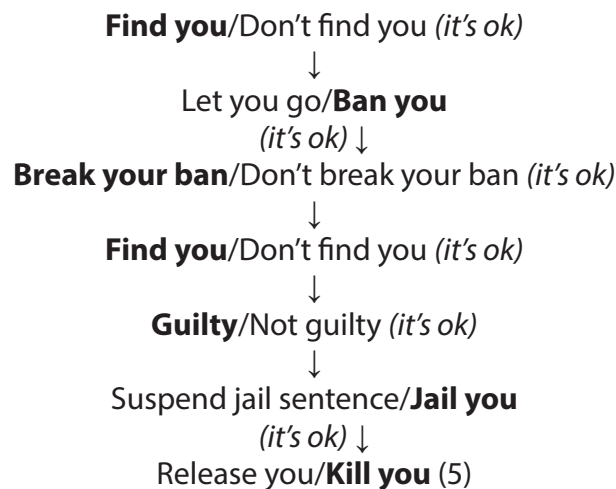 Find you/Don’t find you (it’s ok)
↓
Let you go/Ban you
(it’s ok) ↓
Break your ban/Don’t break your ban (it’s ok)
↓
Find you/Don’t find you (it’s ok)
↓
Guilty/Not guilty (it’s ok)
↓
Suspend jail sentence/Jail you
(it’s ok) ↓
Release you/Kill you (5)